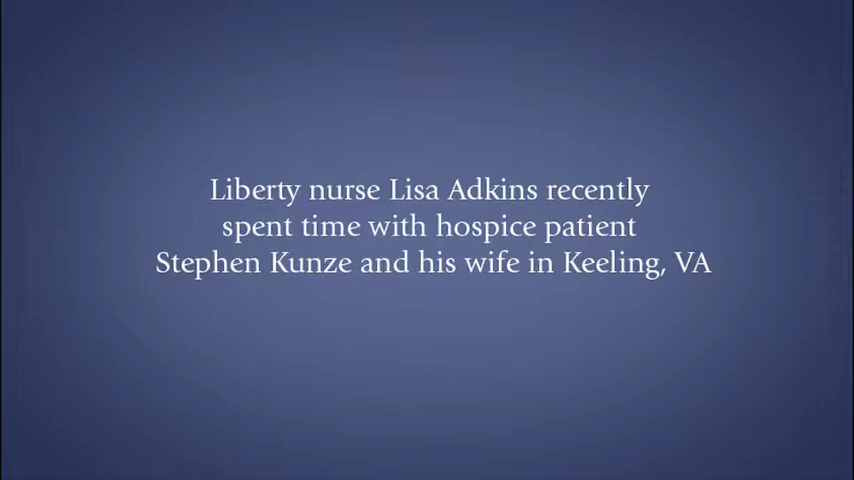 Liberty nurse Lisa Adkins recently
spent time with hospice patient
Stephen Kunze and his wife in Keeling, VA